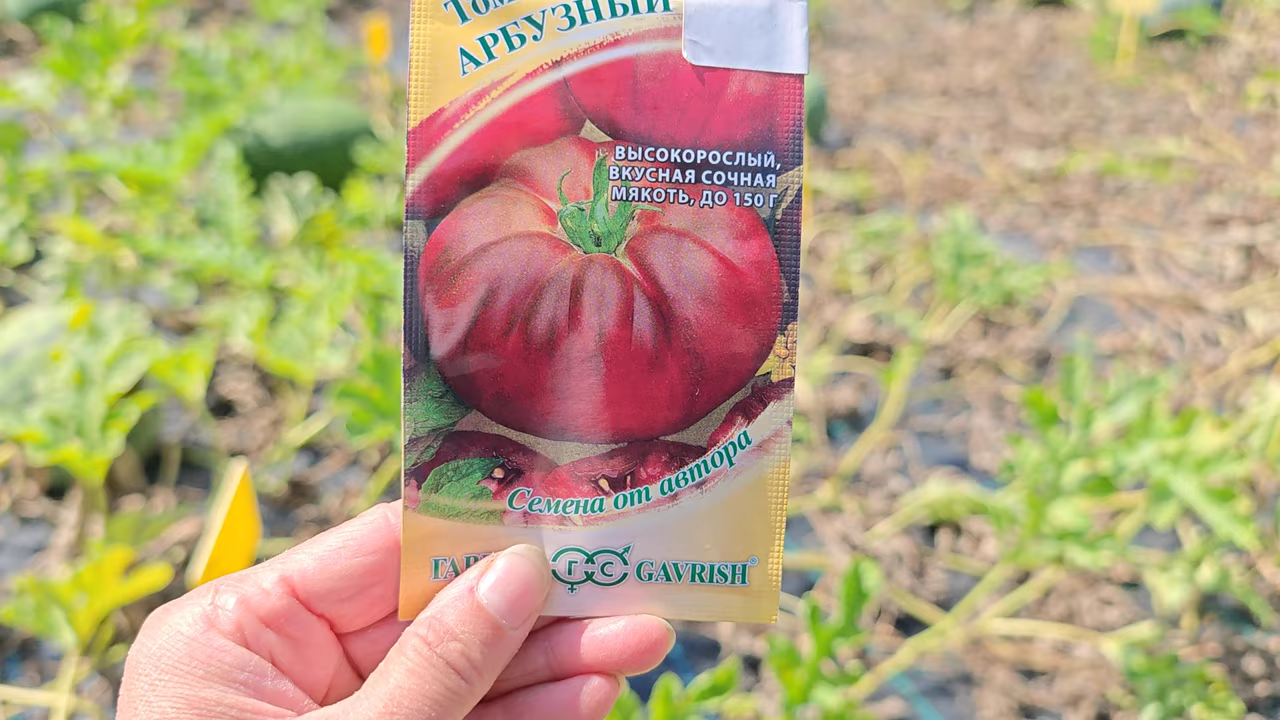 АРБУЗНЫЙ
ВЫСОКОРОСЛЫЙ,
ВКУСНАЯ СОЧНАЯ
МЯКОТЬ, ДО 150 Г
Семена от автора
Г-С GAVRISH®